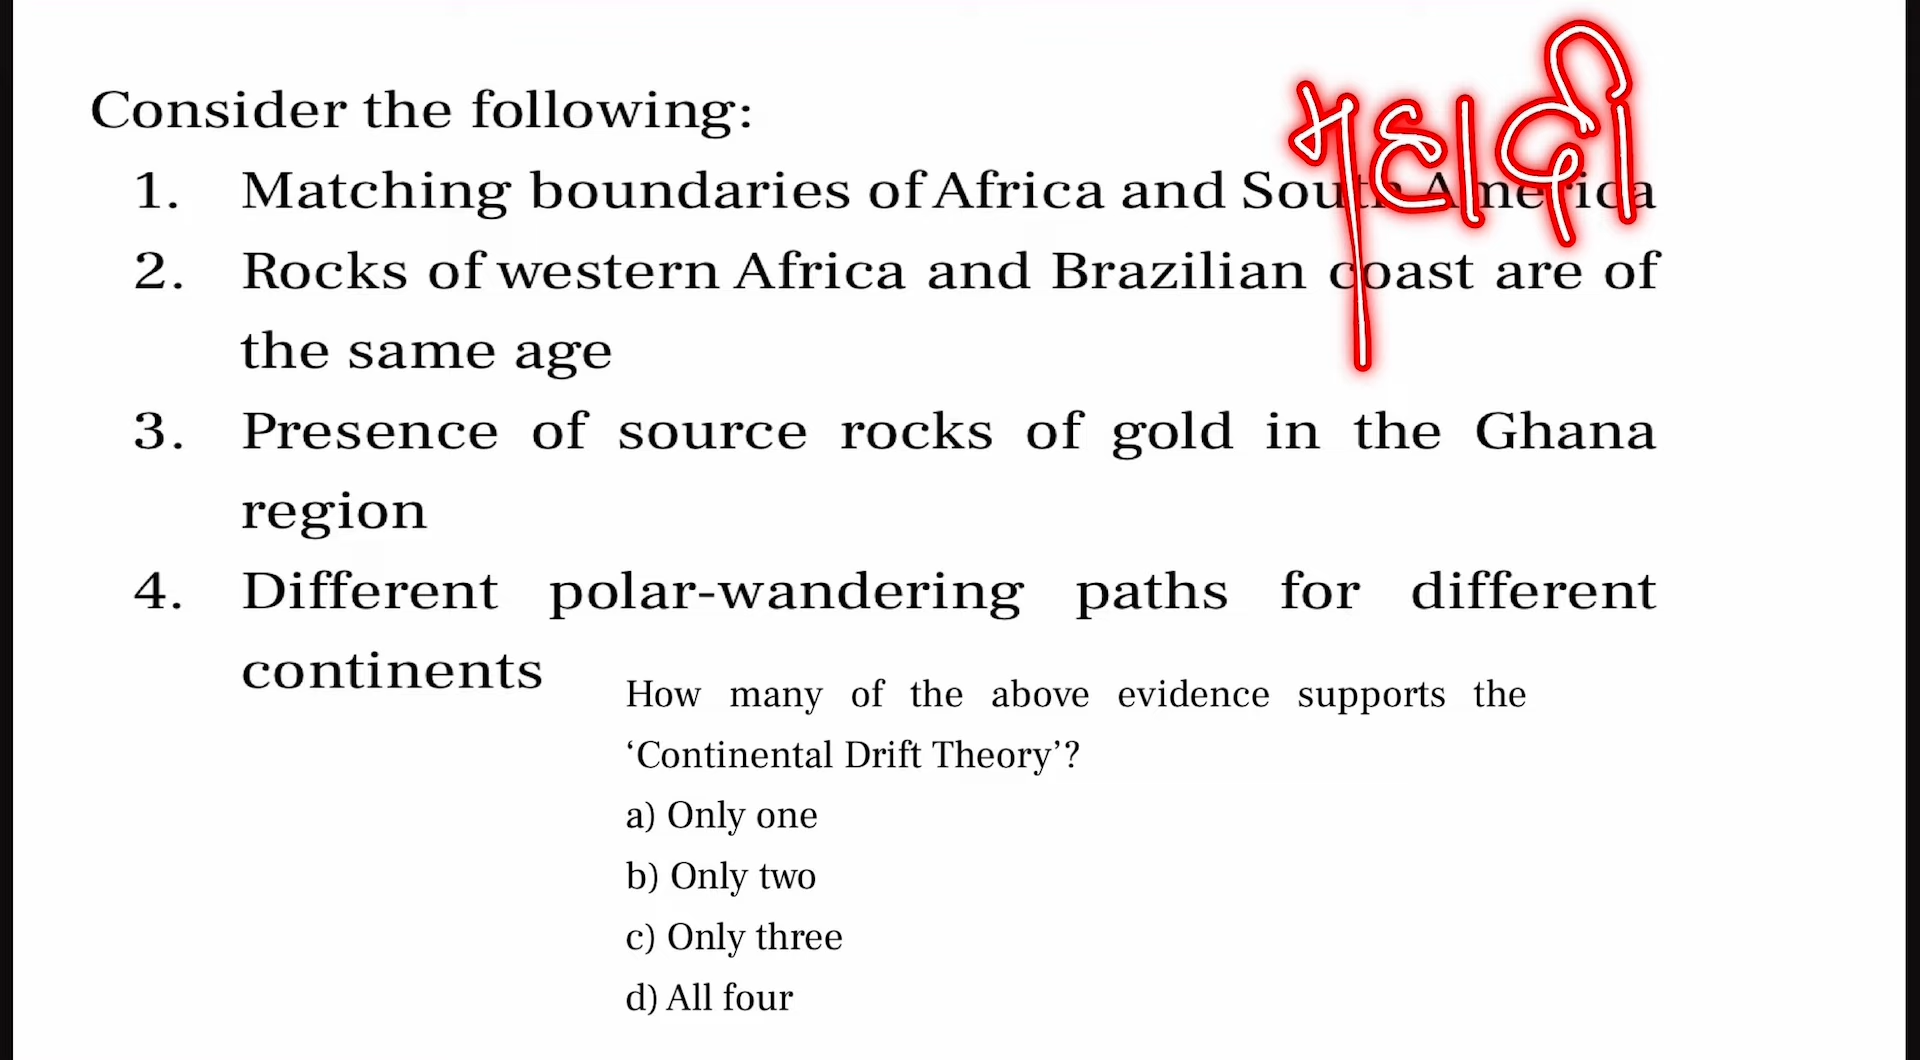 महाद्वी
Consider the following:
1. Matching boundaries of Africa and South America
2. Rocks of western Africa and Brazilian coast are of
the same age
3. Presence of source rocks of gold in the Ghana
region
4. Different polar-wandering paths for different
continents
How many of the above evidence supports the
‘Continental Drift Theory’?
a) Only one
b) Only two
c) Only three
d) All four